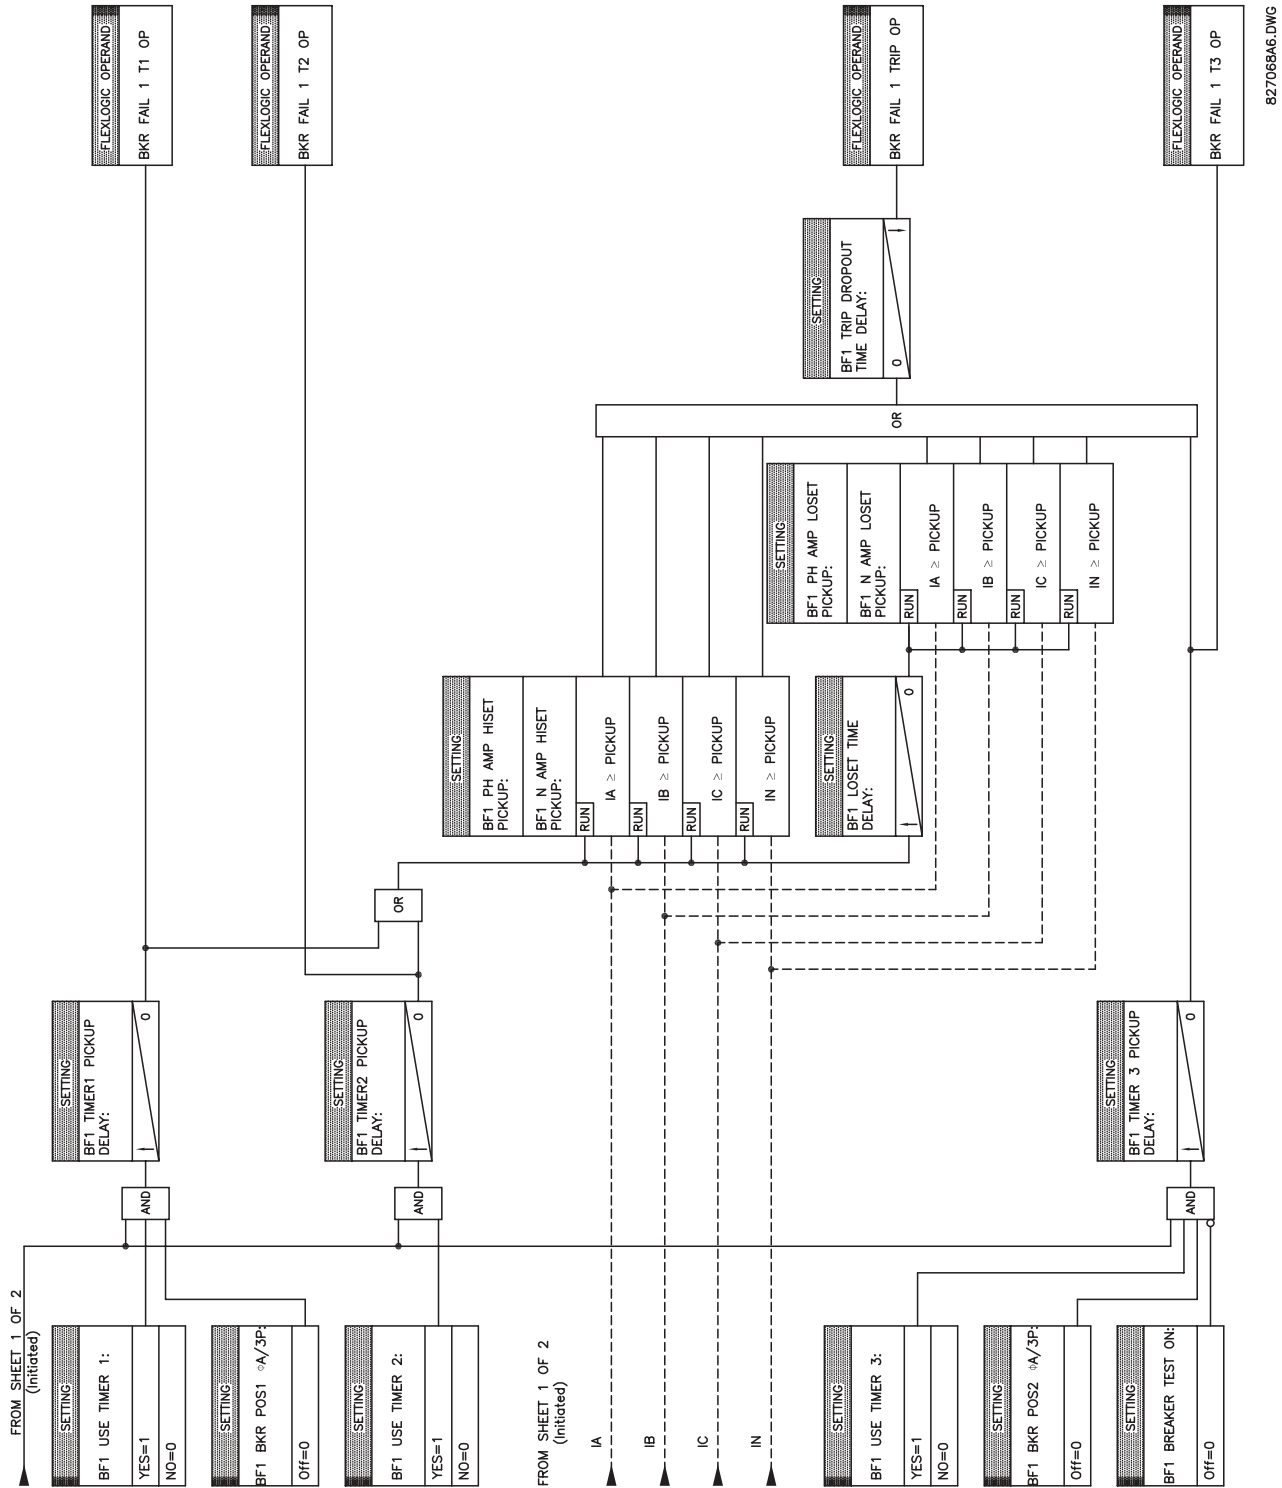 FROM SHEET 1 OF 2
(Initiated)
SETTING
BF1 USE TIMER 1:
YES=1
NO=0
SETTING
BF1 BKR POS1 ΦA/3P:
Off=0
SETTING
BF1 USE TIMER 2:
YES=1
NO=0
FROM SHEET 1 OF 2
(Initiated)
IA
IB
IC
IN
SETTING
BF1 USE TIMER 3:
YES=1
NO=0
SETTING
BF1 BKR POS2 ΦA/3P:
Off=0
SETTING
BF1 BREAKER TEST ON:
Off=0
AND
AND
AND
SETTING
BF1 TIMER1 PICKUP
DELAY:
0
SETTING
BF1 TIMER2 PICKUP
DELAY:
0
SETTING
BF1 TIMER 3 PICKUP
DELAY:
0
OR
SETTING
BF1 PH AMP HISET
PICKUP:
BF1 N AMP HISET
PICKUP:
RUN
IA ≥ PICKUP
RUN
IB ≥ PICKUP
RUN
IC ≥ PICKUP
RUN
IN ≥ PICKUP
SETTING
BF1 LOSET TIME
DELAY:
0
SETTING
BF1 PH AMP LOSET
PICKUP:
BF1 N AMP LOSET
PICKUP:
RUN
IA ≥ PICKUP
RUN
IB ≥ PICKUP
RUN
IC ≥ PICKUP
RUN
IN ≥ PICKUP
OR
SETTING
BF1 TRIP DROPOUT
TIME DELAY:
0
FLEXLOGIC OPERAND
BKR FAIL 1 T1 OP
FLEXLOGIC OPERAND
BKR FAIL 1 T2 OP
FLEXLOGIC OPERAND
BKR FAIL 1 TRIP OP
FLEXLOGIC OPERAND
BKR FAIL 1 T3 OP
827068A6.DWG